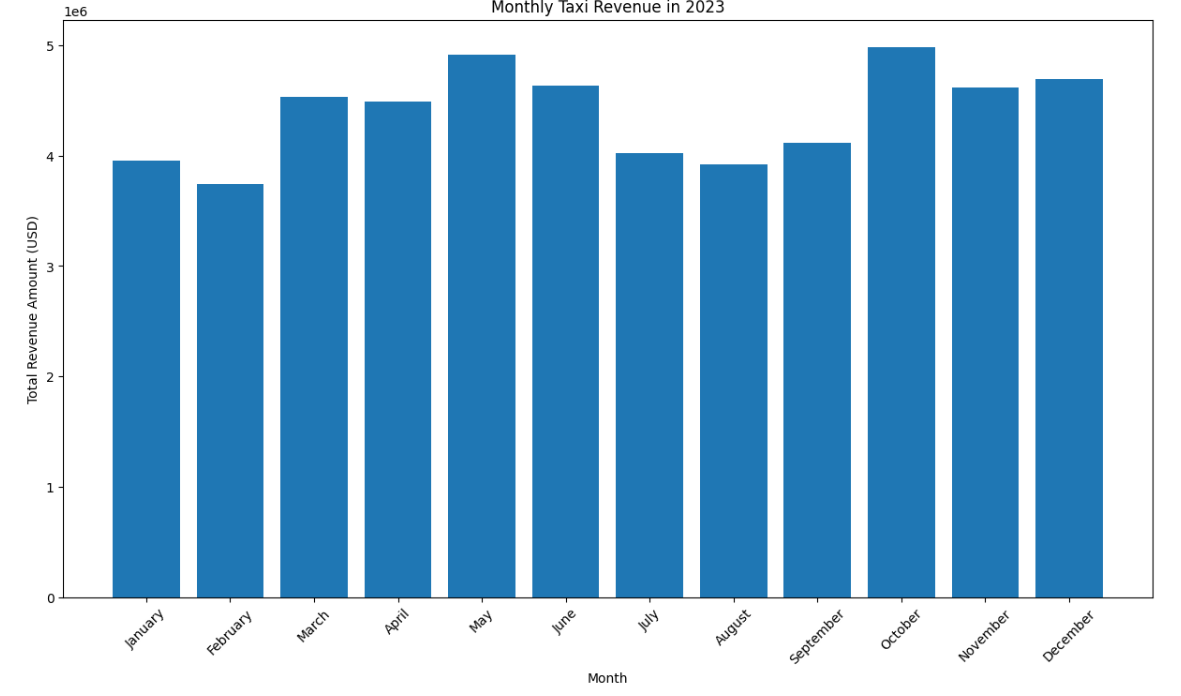 Monthly Taxi Revenue in 2023
1e6
5
4
3
2
1
0
Total Revenue Amount (USD)
January
February
March
April
May
June
July
August
September
October
November
December
Month